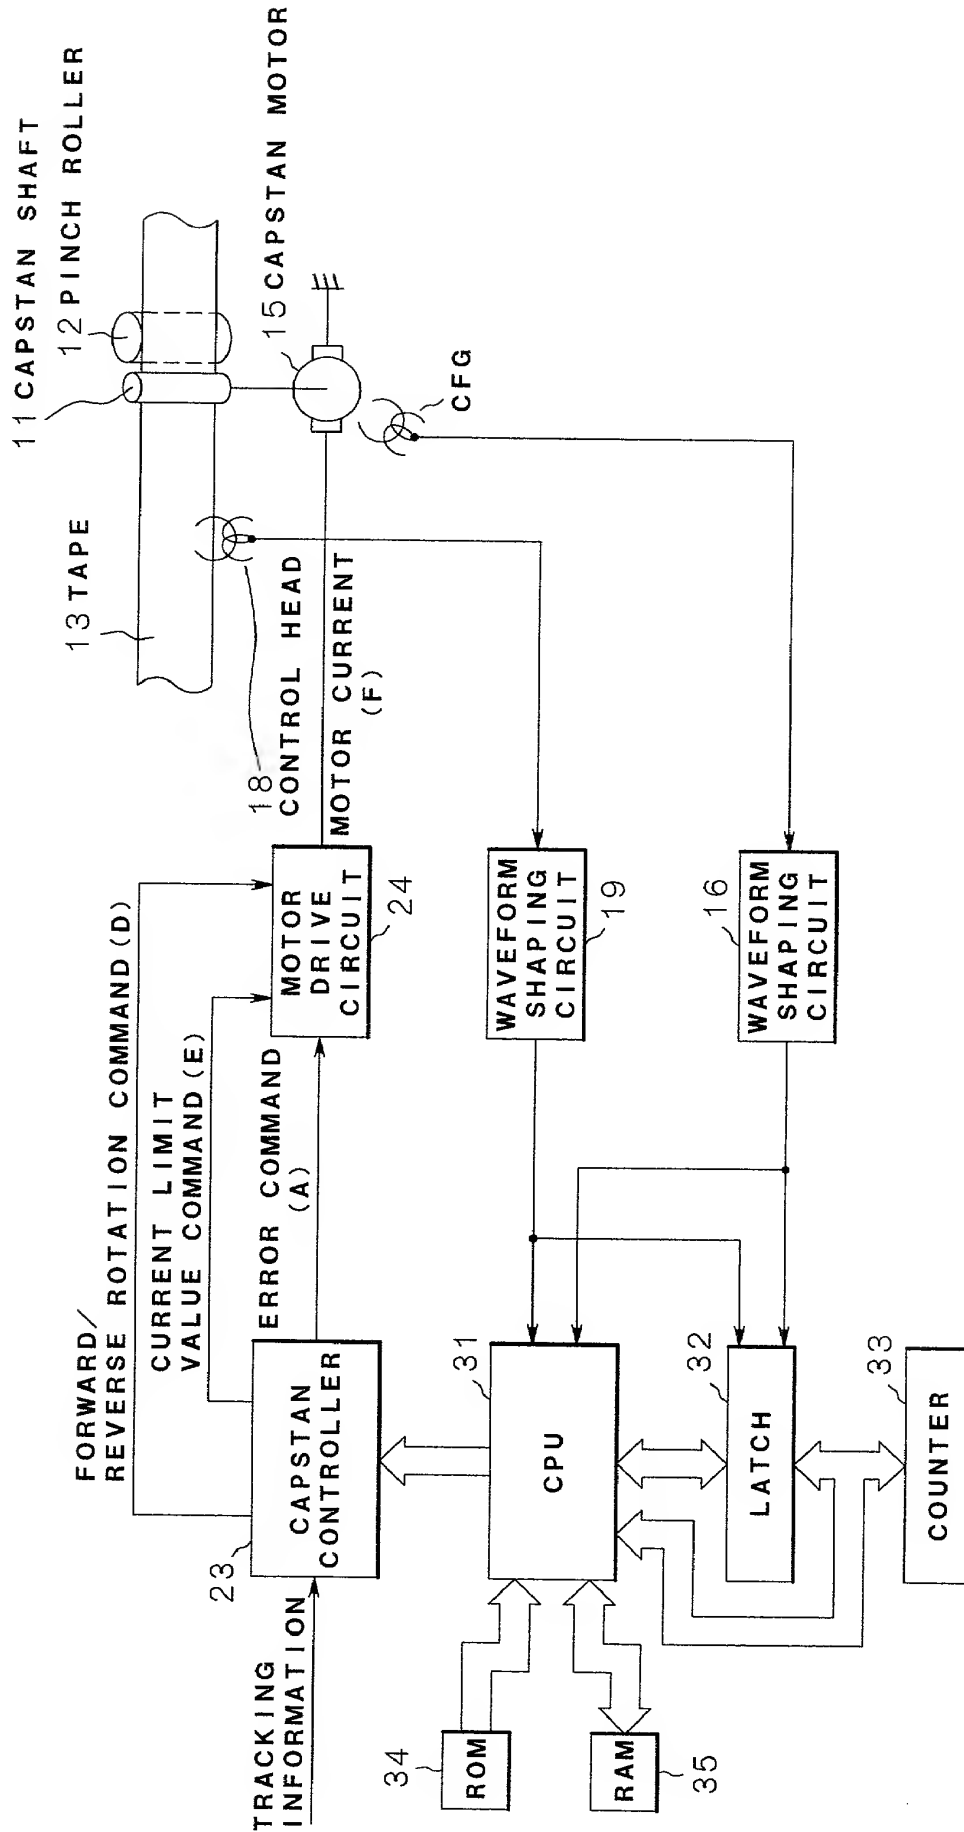 11 CAPSTAN SHAFT
12 PINCH ROLLER
13 TAPE
15 CAPSTAN MOTOR
CFG
18
CONTROL HEAD
MOTOR CURRENT
(F)
FORWARD/
REVERSE ROTATION COMMAND (D)
CURRENT LIMIT
VALUE COMMAND (E)
ERROR COMMAND
(A)
MOTOR
DRIVE
CIRCUIT
24
TRACKING
INFORMATION
CAPSTAN
CONTROLLER
23
WAVEFORM
SHAPING
CIRCUIT
19
WAVEFORM
SHAPING
CIRCUIT
16
CPU
31
LATCH
32
COUNTER
33
ROM
34
RAM
35